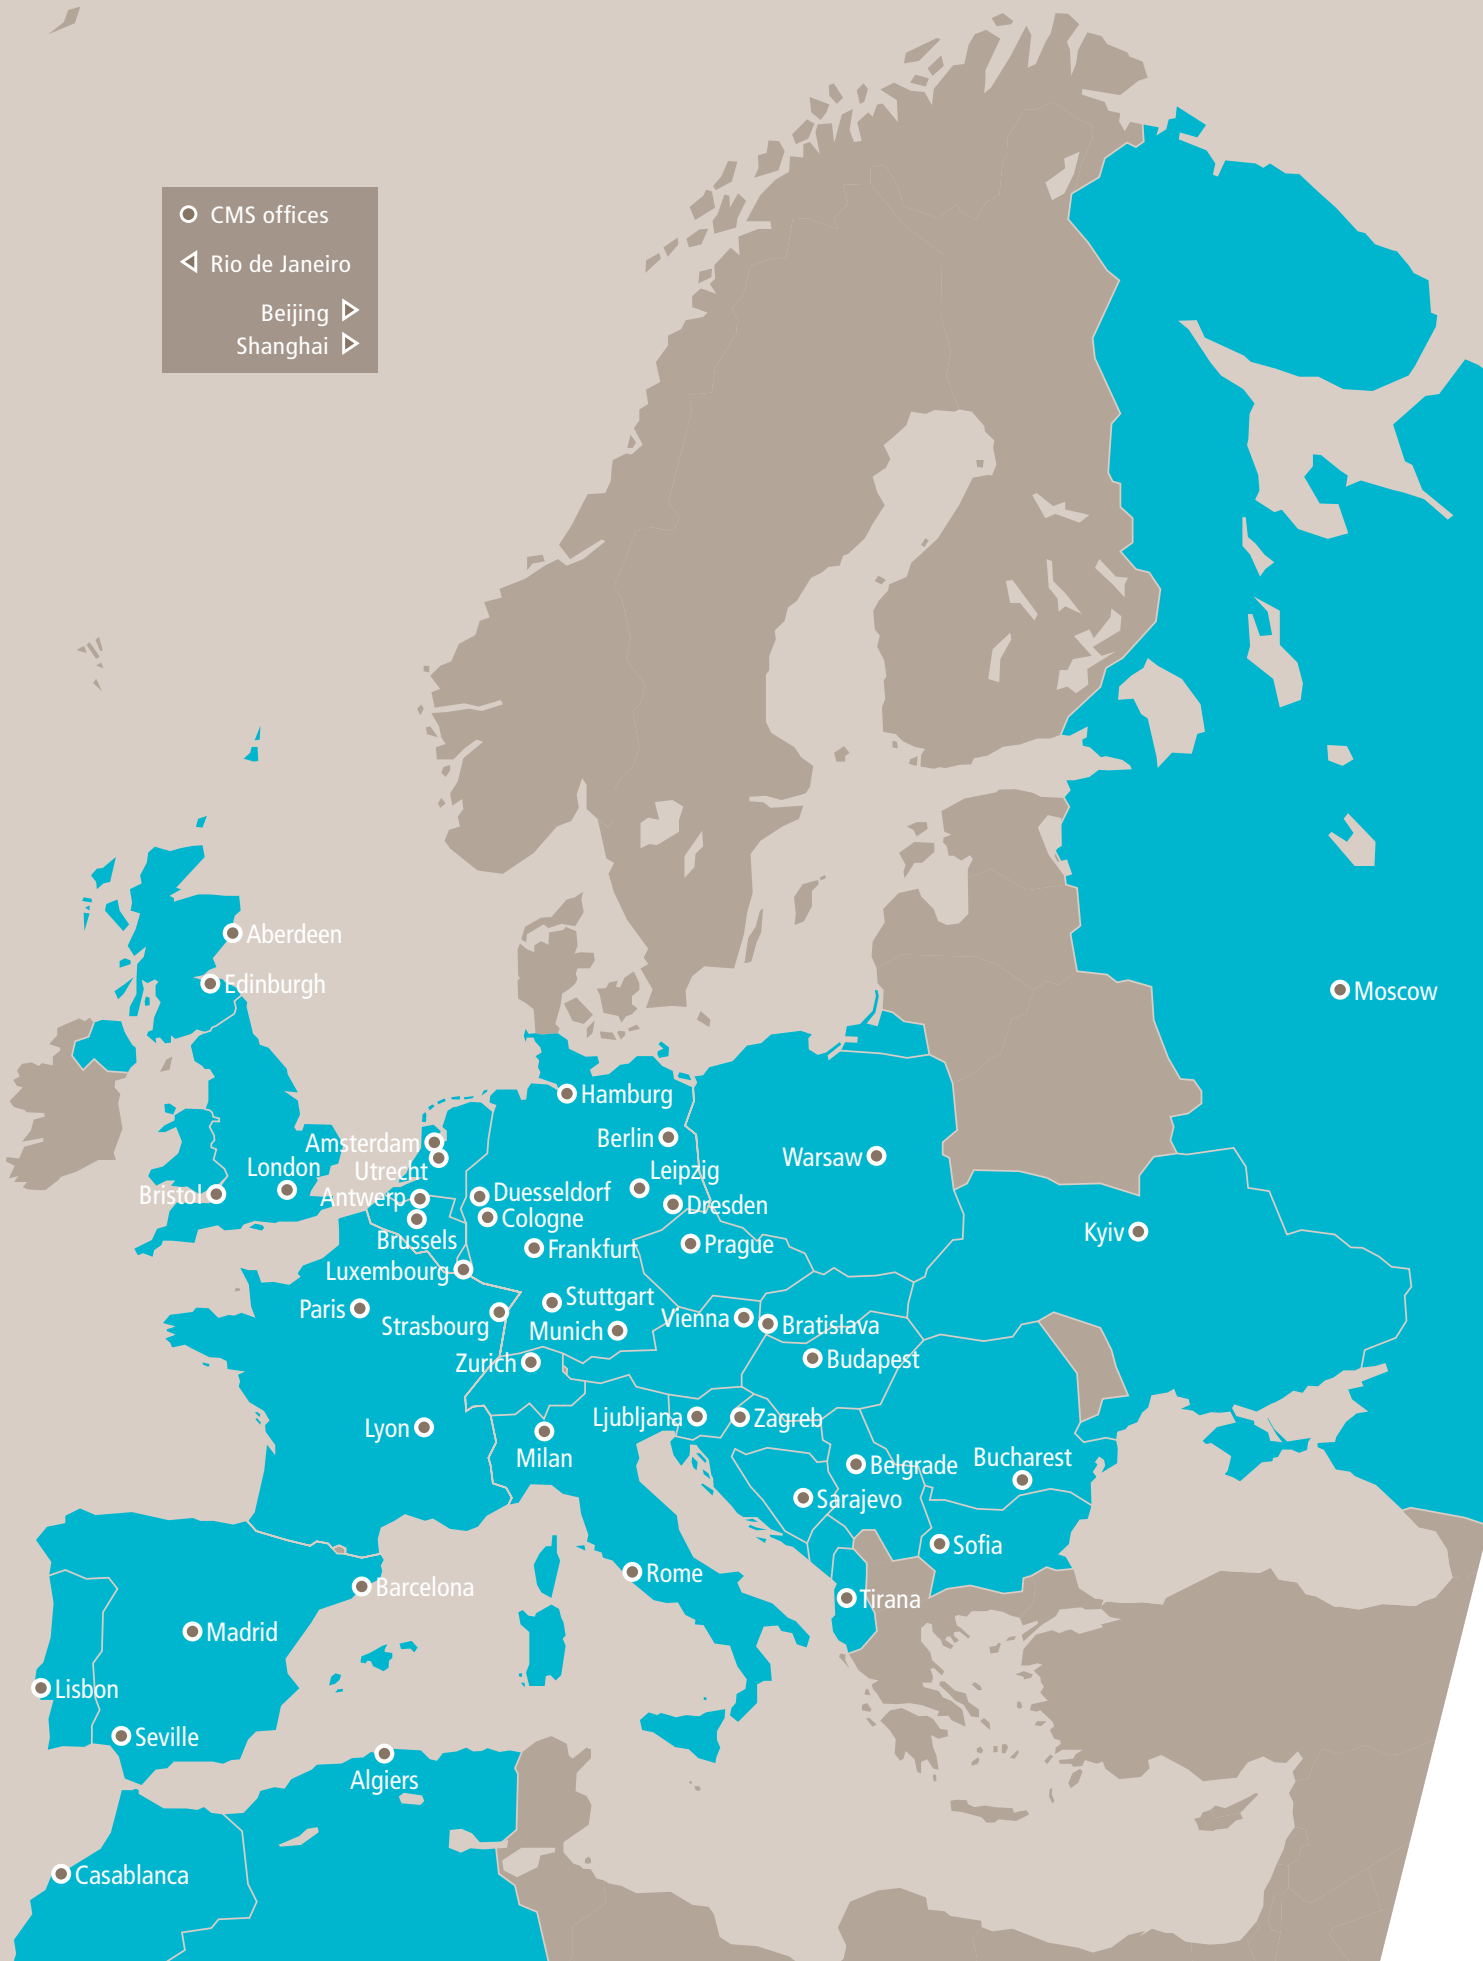 CMS offices
Rio de Janeiro
Beijing
Shanghai
Aberdeen
Edinburgh
Moscow
Hamburg
Berlin
Amsterdam
Utrecht
Warsaw
London
Leipzig
Bristol
Antwerp
Duesseldorf
Dresden
Cologne
Brussels
Kyiv
Prague
Frankfurt
Luxembourg
Stuttgart
Paris
Strasbourg
Munich
Vienna
Bratislava
Zurich
Budapest
Lyon
Ljubljana
Zagreb
Milan
Belgrade
Bucharest
Sarajevo
Sofia
Rome
Barcelona
Tirana
Madrid
Lisbon
Seville
Algiers
Casablanca